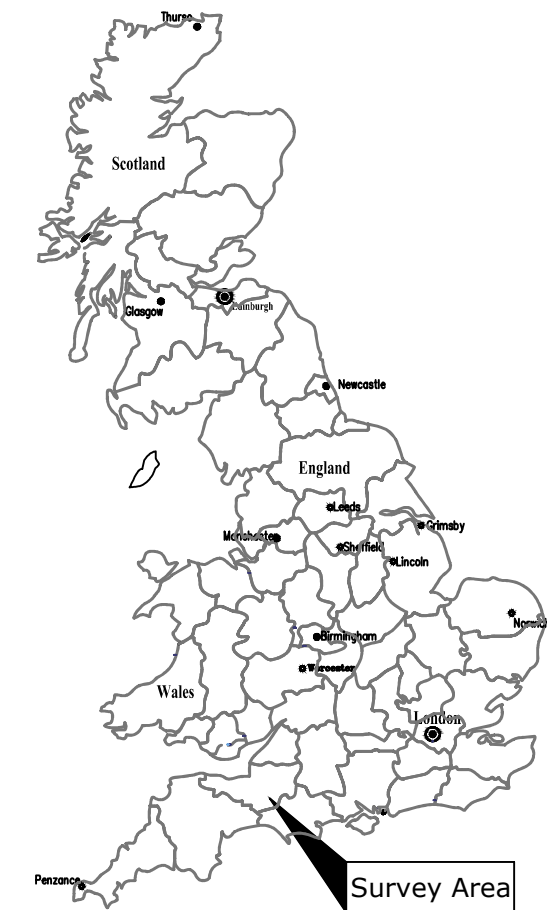 Thurso
Scotland
Edinburgh
Glasgow
Newcastle
England
Leeds
Grimsby
Manchester
Sheffield
Lincoln
Norwich
Birmingham
Worcester
Wales
London
Survey Area
Penzance